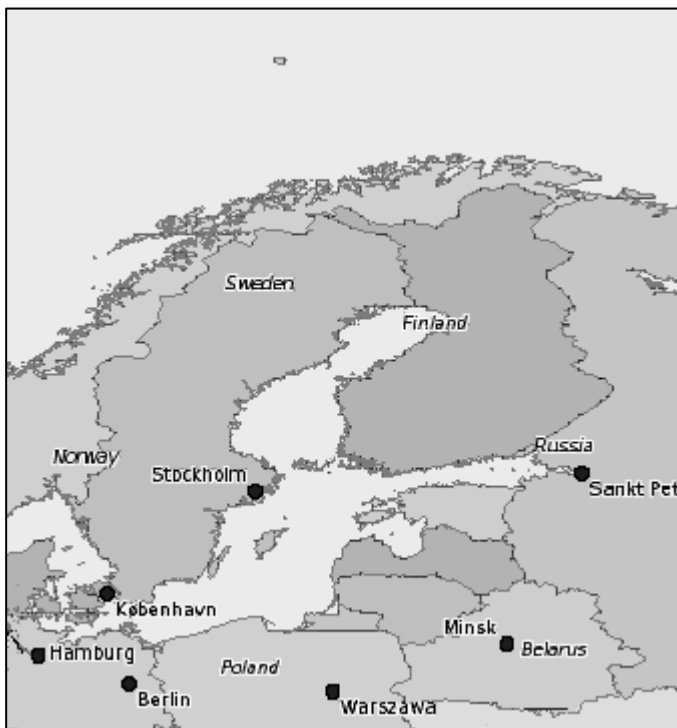 Sweden
Finland
Norway
Russia
Stockholm
Sankt Pet
København
Minsk
Belarus
Hamburg
Poland
Berlin
Warszawa